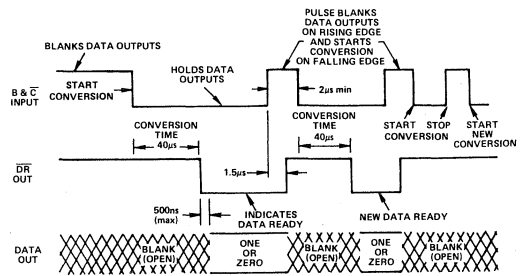 PULSE BLANKS
DATA OUTPUTS
ON RISING EDGE
AND STARTS
CONVERSION
ON FALLING EDGE
BLANKS DATA OUTPUTS
HOLDS DATA
OUTPUTS
B & C̅
INPUT
START
CONVERSION
2μs min
CONVERSION
TIME
40μs
CONVERSION
TIME
40μs
START
CONVERSION
STOP
START
NEW
CONVERSION
D̅R̅
OUT
1.5μs
500ns
(max)
INDICATES
DATA READY
NEW DATA READY
DATA
OUT
BLANK
(OPEN)
ONE
OR
ZERO
BLANK
(OPEN)
ONE
OR
ZERO
BLANK
(OPEN)